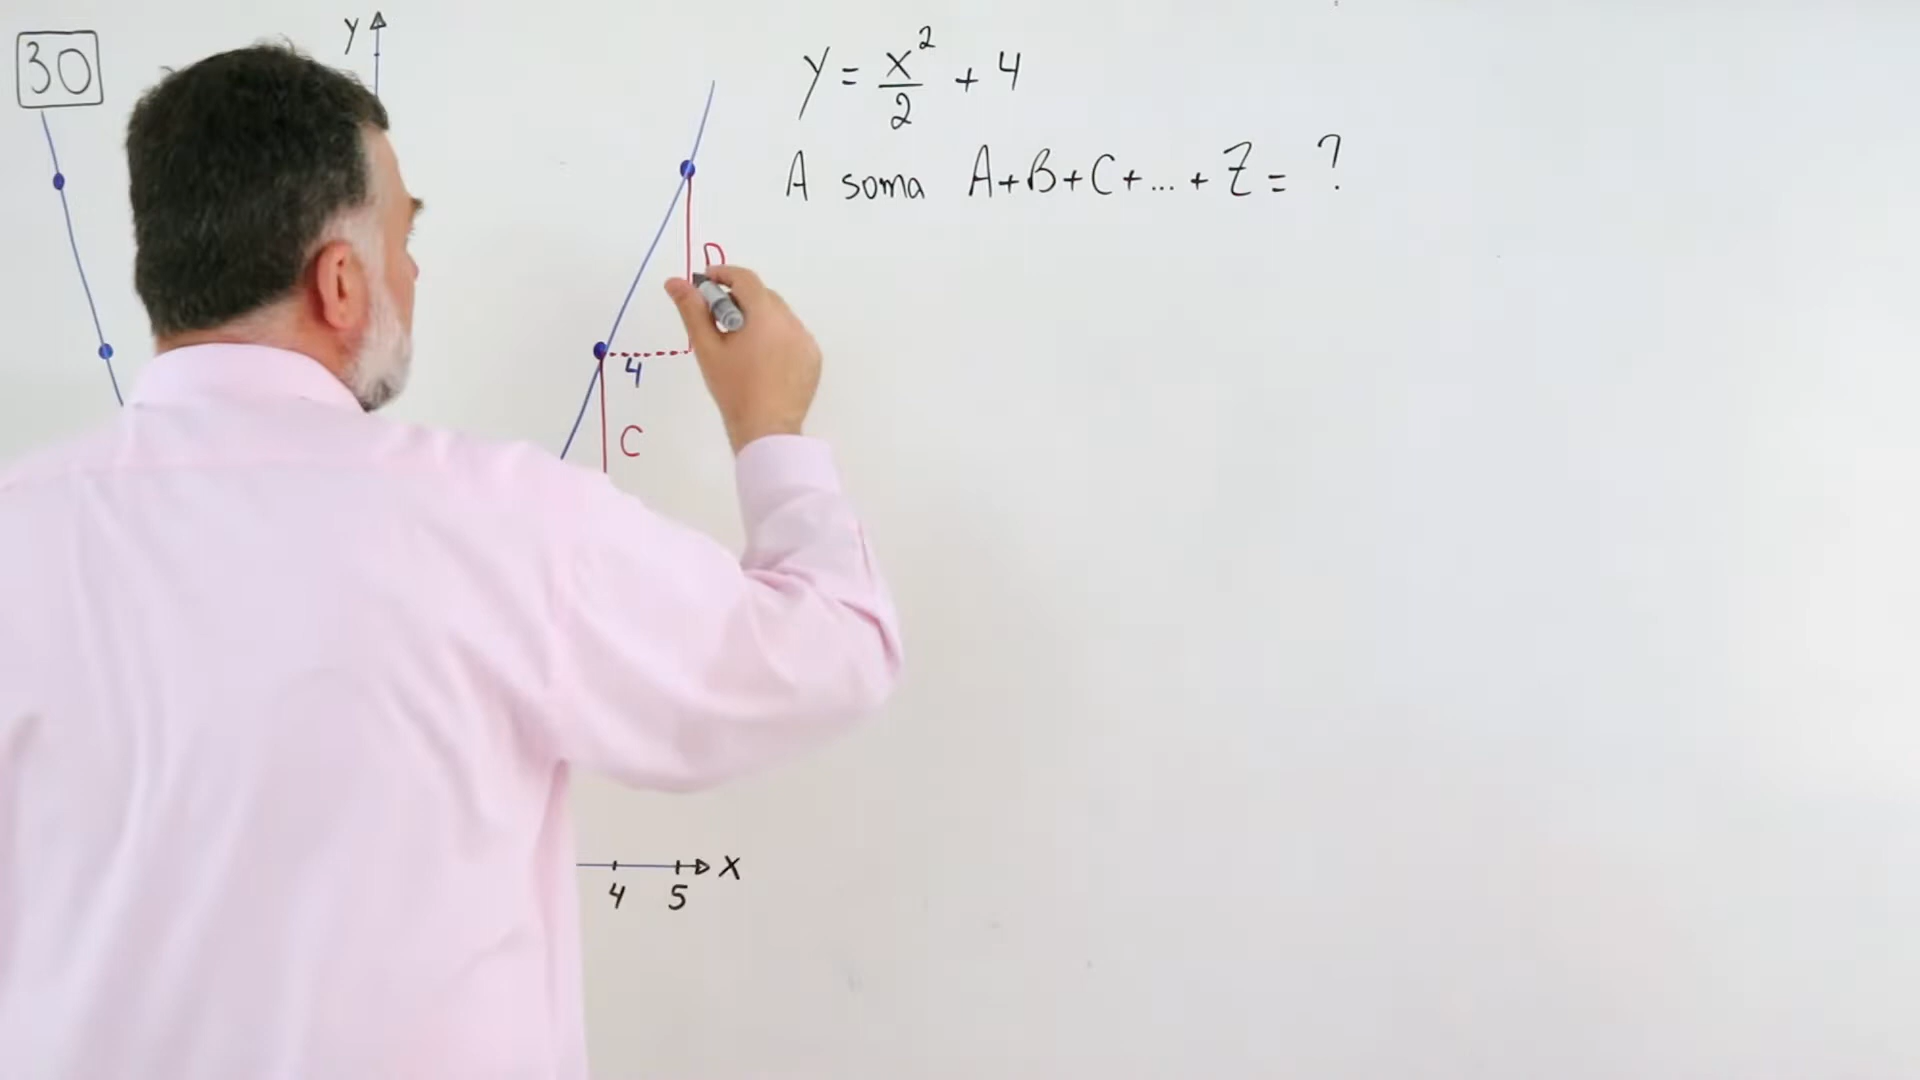 30
y
y = x²/2 + 4
A soma A+B+C+...+Z= ?
D
4
C
x
4 5